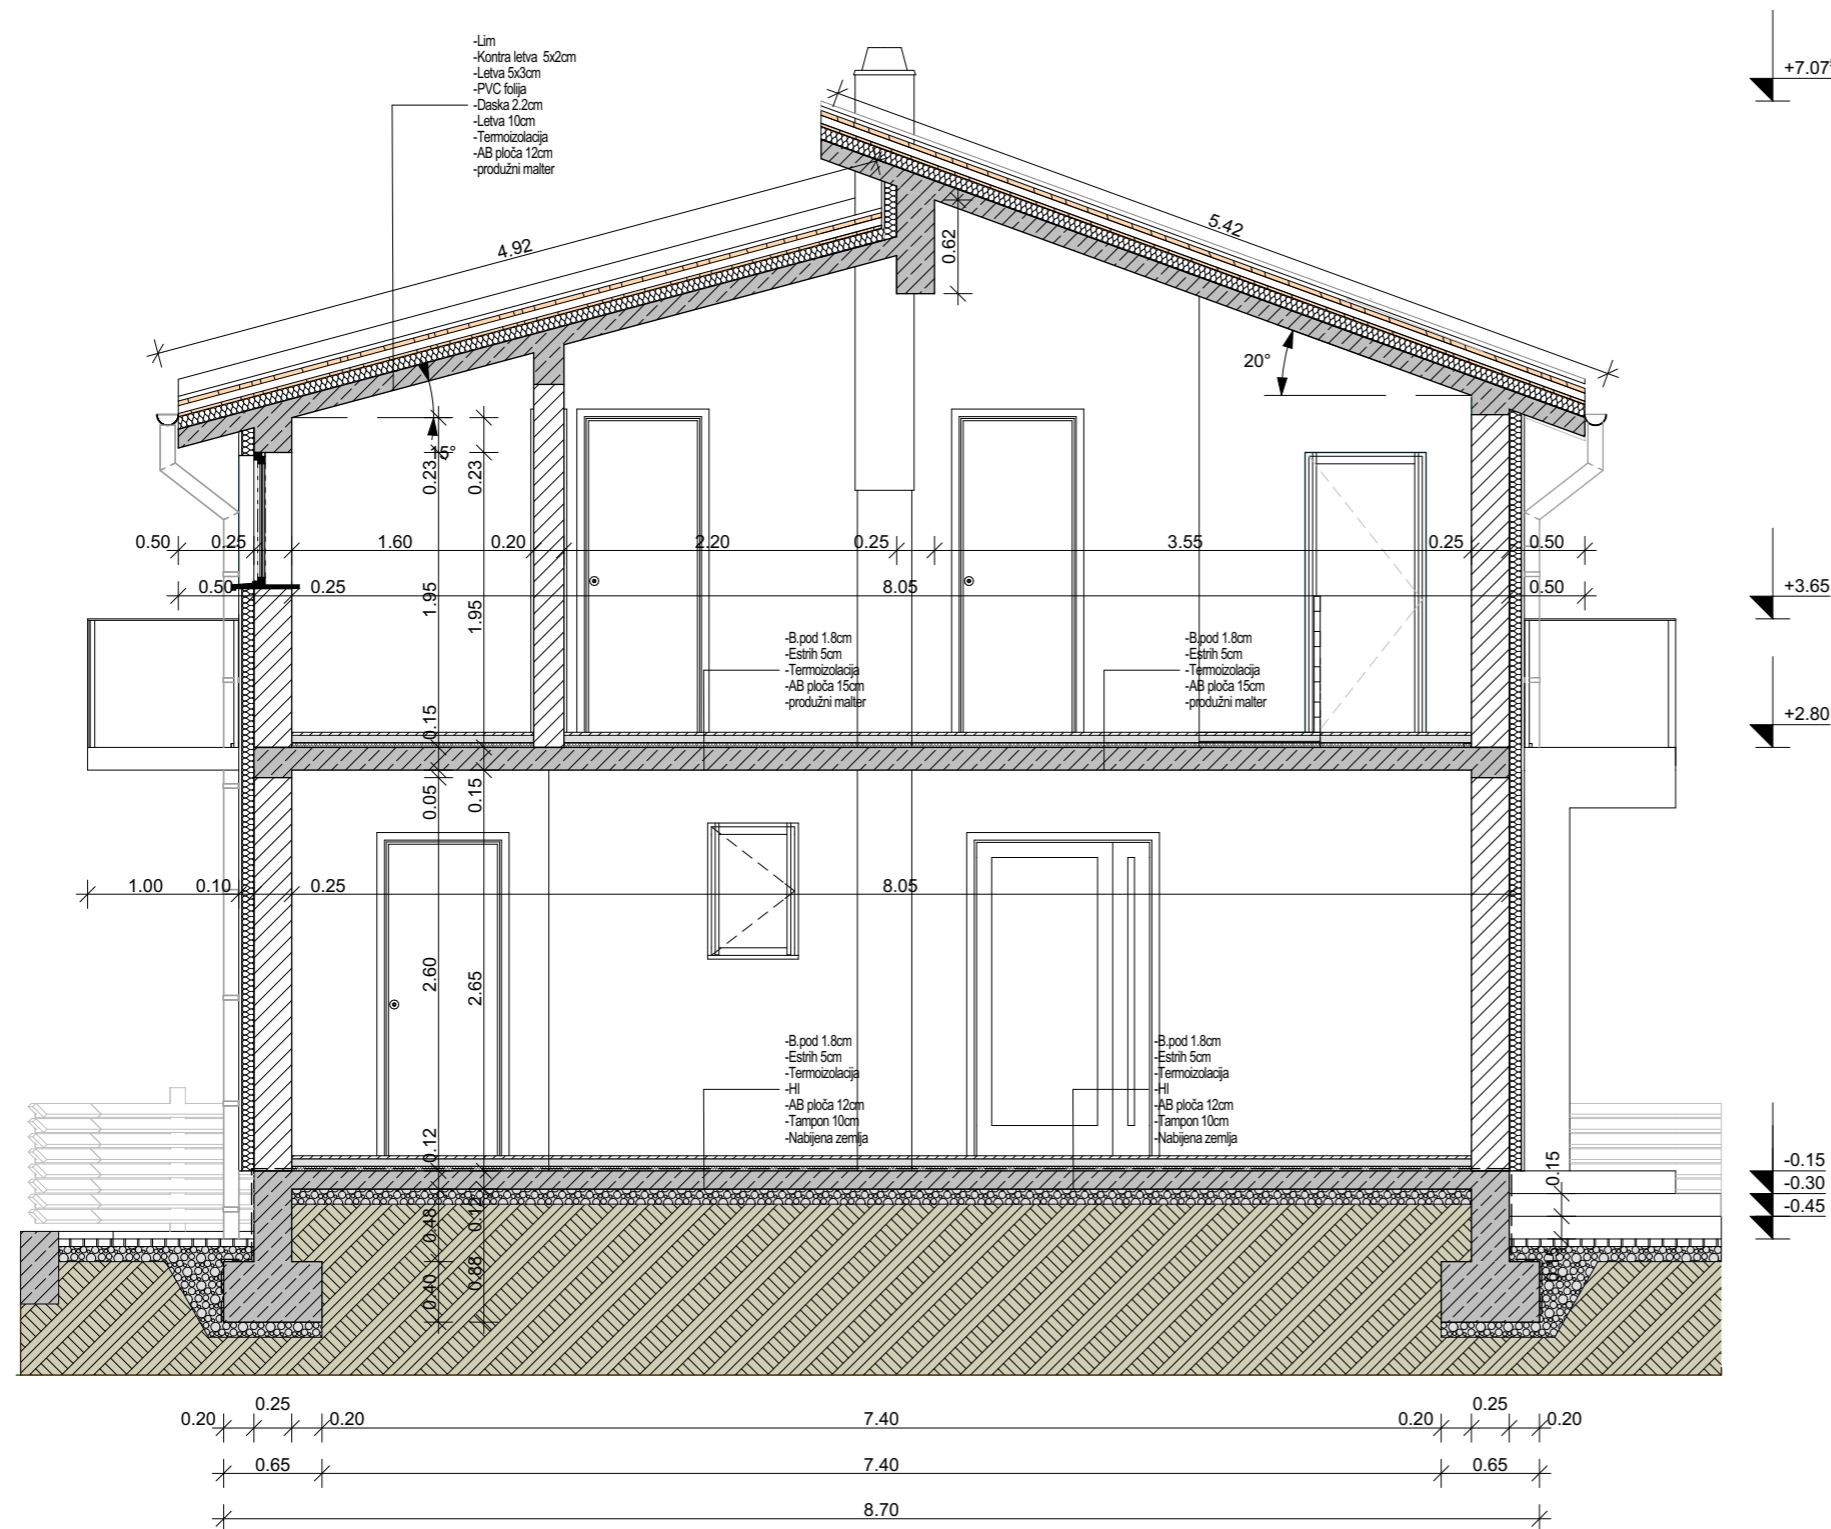 -Lim
-Kontra letva 5x2cm
-Letva 5x3cm
-PVC folija
-Daska 2.2cm
-Letva 10cm
-Termoizolacija
-AB ploča 12cm
-produžni malter
+7.07
4.92
5.42
0.62
20°
5°
0.23
0.23
0.50 0.25 1.60 0.20 2.20 0.25 3.55 0.25 0.50
0.50 0.25 8.05 0.50
+3.65
1.95
1.95
-B.pod 1.8cm
-Estrih 5cm
-Termoizolacija
-AB ploča 15cm
-produžni malter
-B.pod 1.8cm
-Estrih 5cm
-Termoizolacija
-AB ploča 15cm
-produžni malter
+2.80
0.15
0.05
0.15
1.00 0.10 0.25 8.05
2.60
2.65
-B.pod 1.8cm
-Estrih 5cm
-Termoizolacija
-HI
-AB ploča 12cm
-Tampon 10cm
-Nabijena zemlja
-B.pod 1.8cm
-Estrih 5cm
-Termoizolacija
-HI
-AB ploča 12cm
-Tampon 10cm
-Nabijena zemlja
0.12
0.15
-0.15
-0.30
-0.45
0.48
0.12
0.40
0.88
0.20 0.25 0.20 7.40 0.20 0.25 0.20
0.65 7.40 0.65
8.70